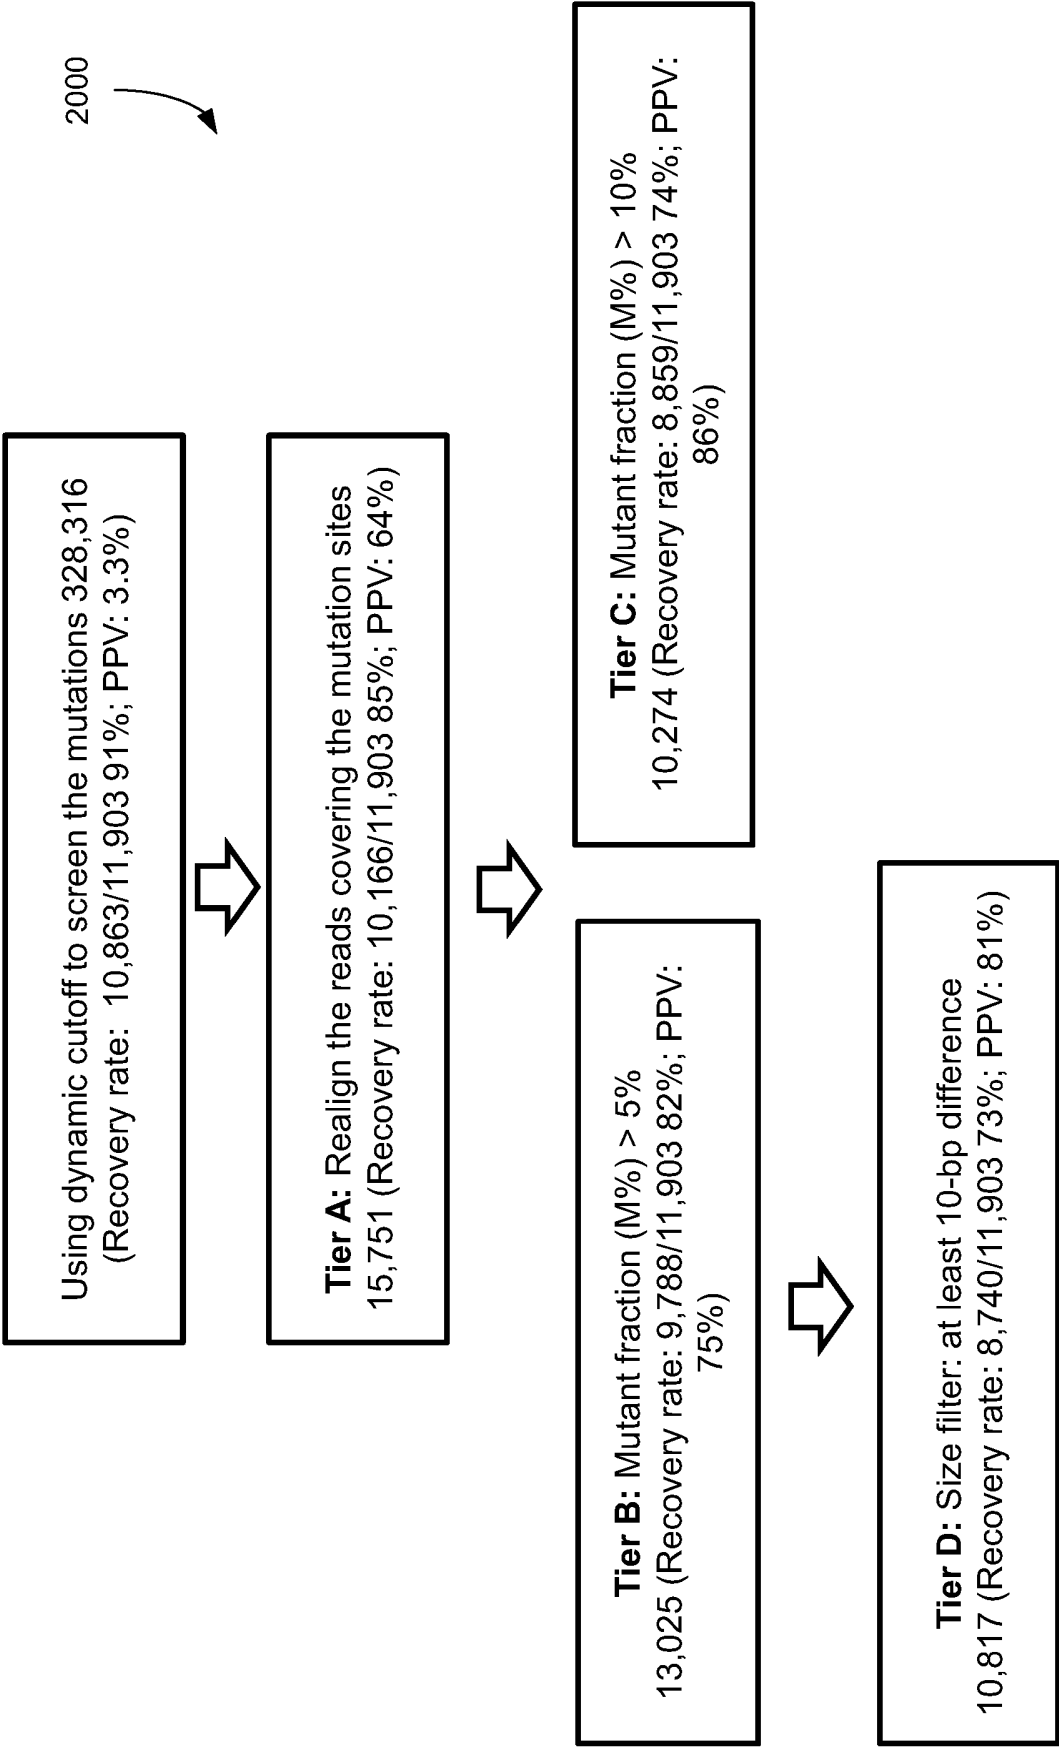 2000
Using dynamic cutoff to screen the mutations 328,316
(Recovery rate: 10,863/11,903 91%; PPV: 3.3%)
Tier A: Realign the reads covering the mutation sites
15,751 (Recovery rate: 10,166/11,903 85%; PPV: 64%)
Tier B: Mutant fraction (M%) > 5%
13,025 (Recovery rate: 9,788/11,903 82%; PPV:
75%)
Tier C: Mutant fraction (M%) > 10%
10,274 (Recovery rate: 8,859/11,903 74%; PPV:
86%)
Tier D: Size filter: at least 10-bp difference
10,817 (Recovery rate: 8,740/11,903 73%; PPV: 81%)